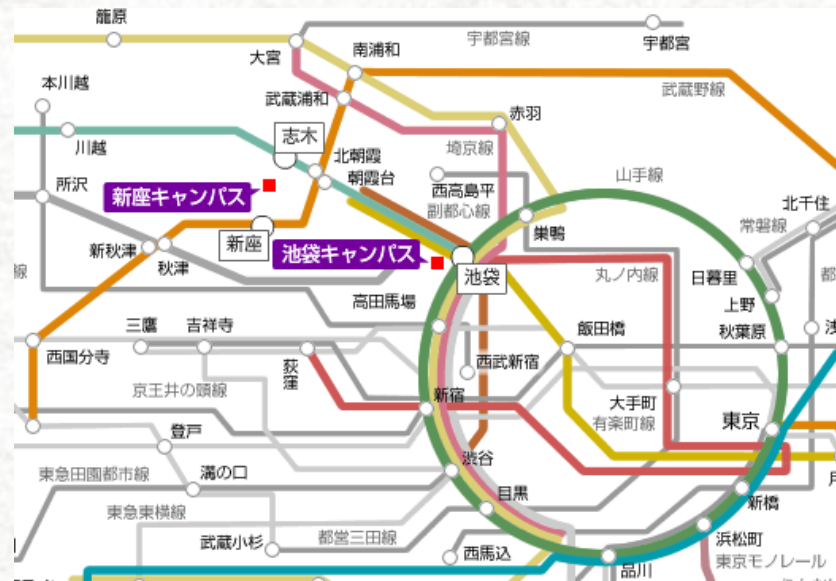 籠原
大宮
宇都宮線
宇都宮
南浦和
本川越
武蔵浦和
武蔵野線
赤羽
川越
志木
埼京線
北朝霞
朝霞台
山手線
所沢
新座キャンパス
西高島平
副都心線
北千住
常磐線
巣鴨
新座
池袋キャンパス
新秋津
秋津
線
池袋
丸ノ内線
日暮里
都
上野
高田馬場
三鷹
吉祥寺
飯田橋
秋葉原
浅
西国分寺
荻窪
西武新宿
京王井の頭線
新宿
大手町
有楽町線
東京
登戸
渋谷
東急田園都市線
溝の口
目黒
新橋
月
東急東横線
武蔵小杉
都営三田線
西馬込
浜松町
品川
東京モノレール